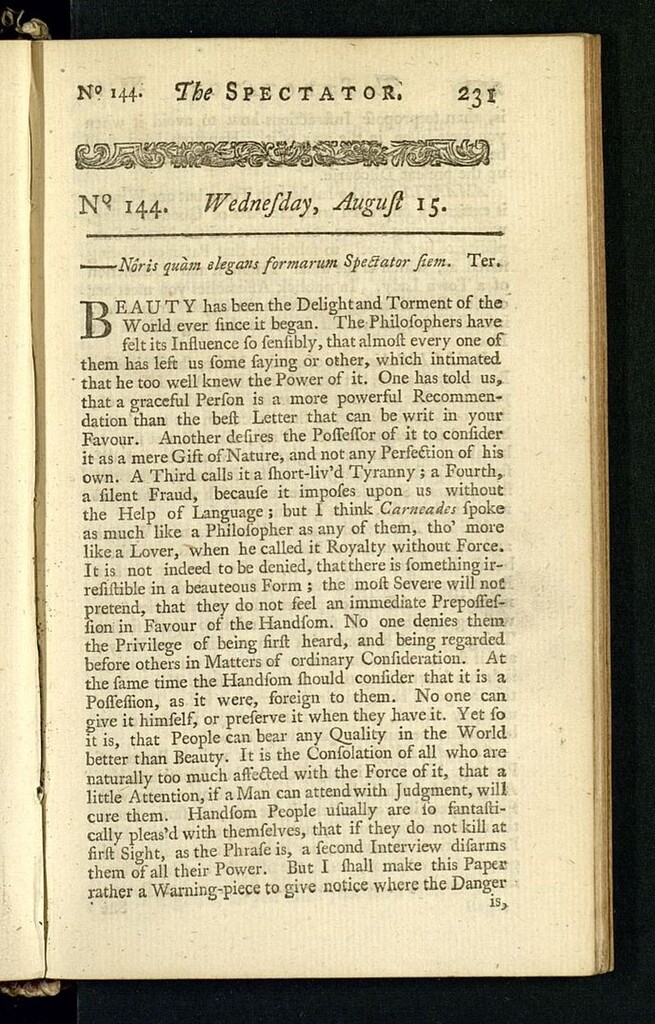 Nº 144. The SPECTATOR. 231
Nº 144. Wedneſday, Auguſt 15.
——Nôris quàm elegans formarum Spectator ſiem. Ter.
BEAUTY has been the Delight and Torment of the
World ever ſince it began. The Philoſophers have
felt its Influence ſo ſenſibly, that almoſt every one of
them has left us ſome ſaying or other, which intimated
that he too well knew the Power of it. One has told us,
that a graceful Perſon is a more powerful Recommen-
dation than the beſt Letter that can be writ in your
Favour. Another deſires the Poſſeſſor of it to conſider
it as a mere Gift of Nature, and not any Perfection of his
own. A Third calls it a ſhort-liv'd Tyranny; a Fourth,
a ſilent Fraud, becauſe it impoſes upon us without
the Help of Language; but I think Carneades ſpoke
as much like a Philoſopher as any of them, tho' more
like a Lover, when he called it Royalty without Force.
It is not indeed to be denied, that there is ſomething ir-
reſiſtible in a beauteous Form; the moſt Severe will not
pretend, that they do not feel an immediate Prepoſſeſ-
ſion in Favour of the Handſom. No one denies them
the Privilege of being firſt heard, and being regarded
before others in Matters of ordinary Conſideration. At
the ſame time the Handſom ſhould conſider that it is a
Poſſeſſion, as it were, foreign to them. No one can
give it himſelf, or preſerve it when they have it. Yet ſo
it is, that People can bear any Quality in the World
better than Beauty. It is the Conſolation of all who are
naturally too much affected with the Force of it, that a
little Attention, if a Man can attend with Judgment, will
cure them. Handſom People uſually are ſo fantaſti-
cally pleas'd with themſelves, that if they do not kill at
firſt Sight, as the Phraſe is, a ſecond Interview diſarms
them of all their Power. But I ſhall make this Paper
rather a Warning-piece to give notice where the Danger
is,